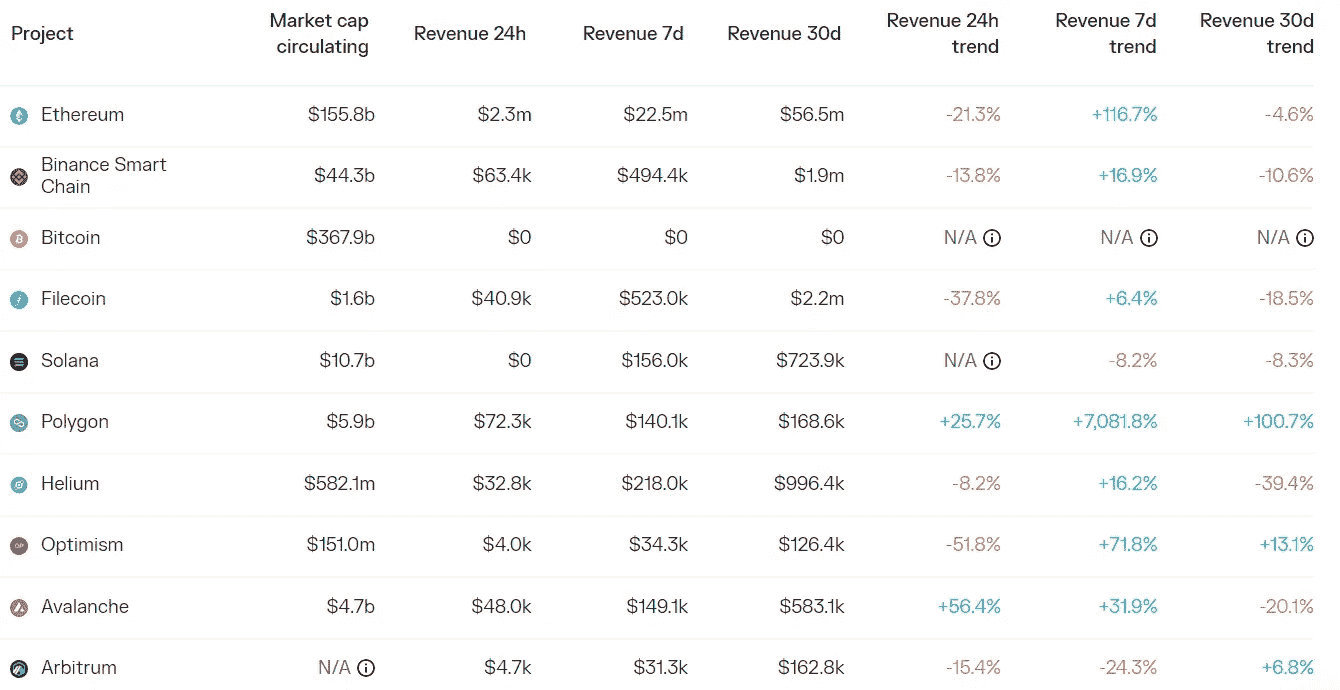 Project Market cap circulating Revenue 24h Revenue 7d Revenue 30d Revenue 24h trend Revenue 7d trend Revenue 30d trend
Ethereum $155.8b $2.3m $22.5m $56.5m -21.3% +116.7% -4.6%
Binance Smart Chain $44.3b $63.4k $494.4k $1.9m -13.8% +16.9% -10.6%
Bitcoin $367.9b $0 $0 $0 N/A N/A N/A
Filecoin $1.6b $40.9k $523.0k $2.2m -37.8% +6.4% -18.5%
Solana $10.7b $0 $156.0k $723.9k N/A -8.2% -8.3%
Polygon $5.9b $72.3k $140.1k $168.6k +25.7% +7,081.8% +100.7%
Helium $582.1m $32.8k $218.0k $996.4k -8.2% +16.2% -39.4%
Optimism $151.0m $4.0k $34.3k $126.4k -51.8% +71.8% +13.1%
Avalanche $4.7b $48.0k $149.1k $583.1k +56.4% +31.9% -20.1%
Arbitrum N/A $4.7k $31.3k $162.8k -15.4% -24.3% +6.8%